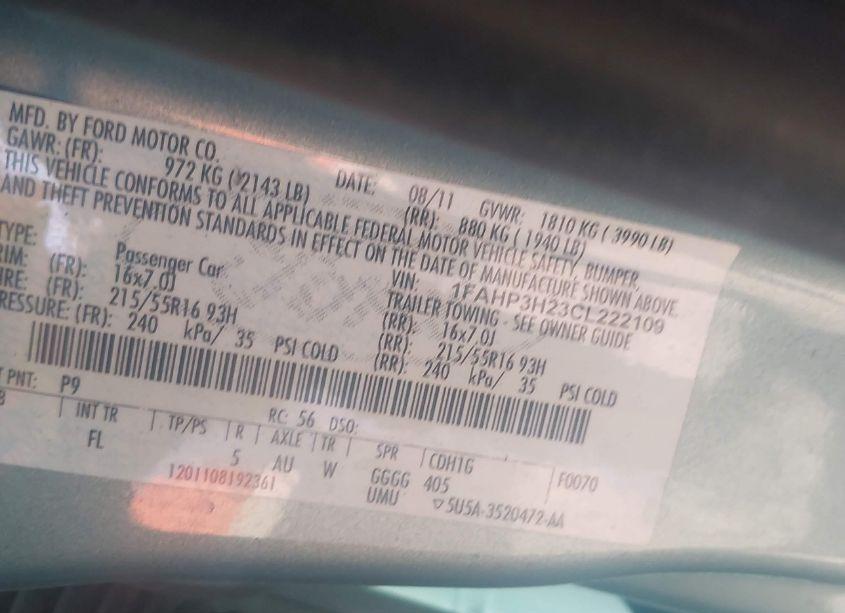 MFD. BY FORD MOTOR CO.
DATE: 08/11 GVWR: 1810 KG ( 3990 LB)
GAWR: (FR): 972 KG ( 2143 LB) (RR): 880 KG ( 1940 LB)
THIS VEHICLE CONFORMS TO ALL APPLICABLE FEDERAL MOTOR VEHICLE SAFETY, BUMPER,
AND THEFT PREVENTION STANDARDS IN EFFECT ON THE DATE OF MANUFACTURE SHOWN ABOVE.
VIN: 1FAHP3H23CL222109
TYPE: Passenger Car TRAILER TOWING - SEE OWNER GUIDE
RIM: (FR): 16x7.0J (RR): 16x7.0J
IRE: (FR): 215/55R16 93H (RR): 215/55R16 93H
RESSURE: (FR): 240 kPa/ 35 PSI COLD (RR): 240 kPa/ 35 PSI COLD
T PNT: P9
RC: 56 DSO:
INT TR TP/PS R AXLE TR SPR CDH1G
FL 5 AU W GGGG 405 F0070
1201108192361 UMU ▽5U5A-3520472-AA